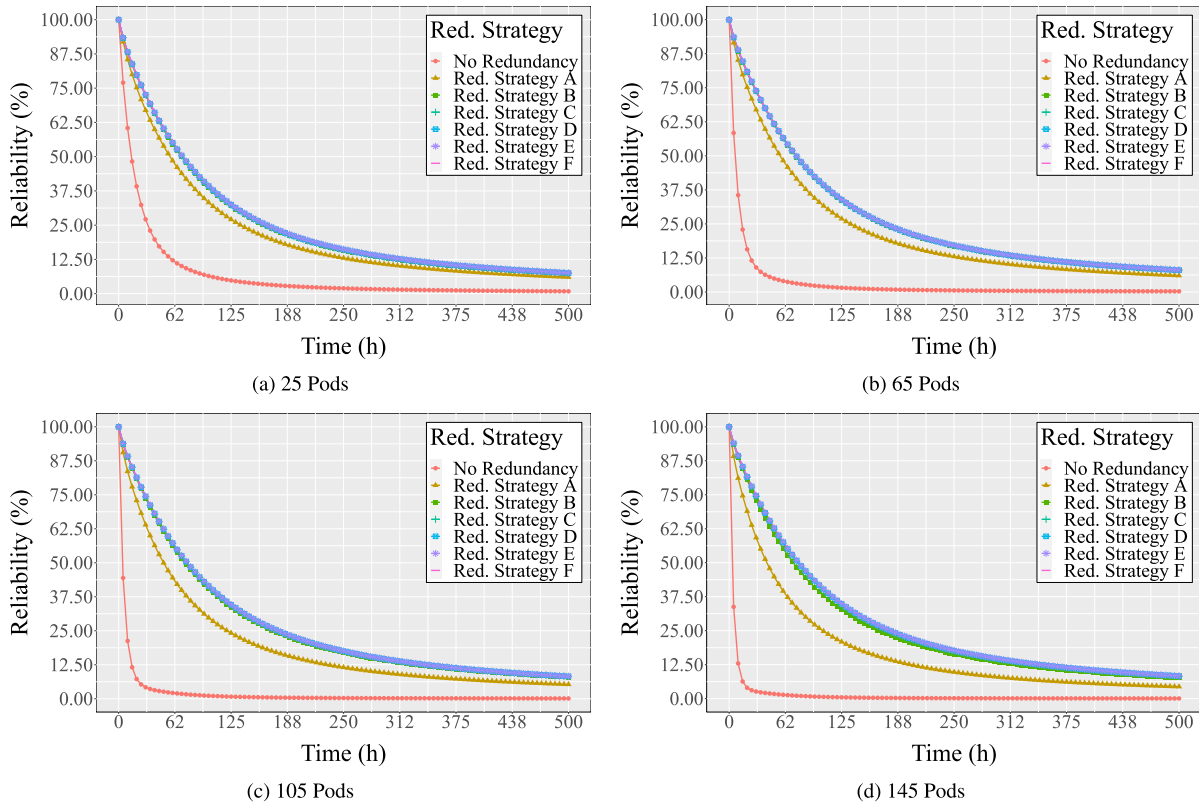 Red. Strategy
No Redundancy
Red. Strategy A
Red. Strategy B
Red. Strategy C
Red. Strategy D
Red. Strategy E
Red. Strategy F
Reliability (%)
100.00
87.50
75.00
62.50
50.00
37.50
25.00
12.50
0.00
0 62 125 188 250 312 375 438 500
Time (h)
(a) 25 Pods
Red. Strategy
No Redundancy
Red. Strategy A
Red. Strategy B
Red. Strategy C
Red. Strategy D
Red. Strategy E
Red. Strategy F
Reliability (%)
100.00
87.50
75.00
62.50
50.00
37.50
25.00
12.50
0.00
0 62 125 188 250 312 375 438 500
Time (h)
(b) 65 Pods
Red. Strategy
No Redundancy
Red. Strategy A
Red. Strategy B
Red. Strategy C
Red. Strategy D
Red. Strategy E
Red. Strategy F
Reliability (%)
100.00
87.50
75.00
62.50
50.00
37.50
25.00
12.50
0.00
0 62 125 188 250 312 375 438 500
Time (h)
(c) 105 Pods
Red. Strategy
No Redundancy
Red. Strategy A
Red. Strategy B
Red. Strategy C
Red. Strategy D
Red. Strategy E
Red. Strategy F
Reliability (%)
100.00
87.50
75.00
62.50
50.00
37.50
25.00
12.50
0.00
0 62 125 188 250 312 375 438 500
Time (h)
(d) 145 Pods